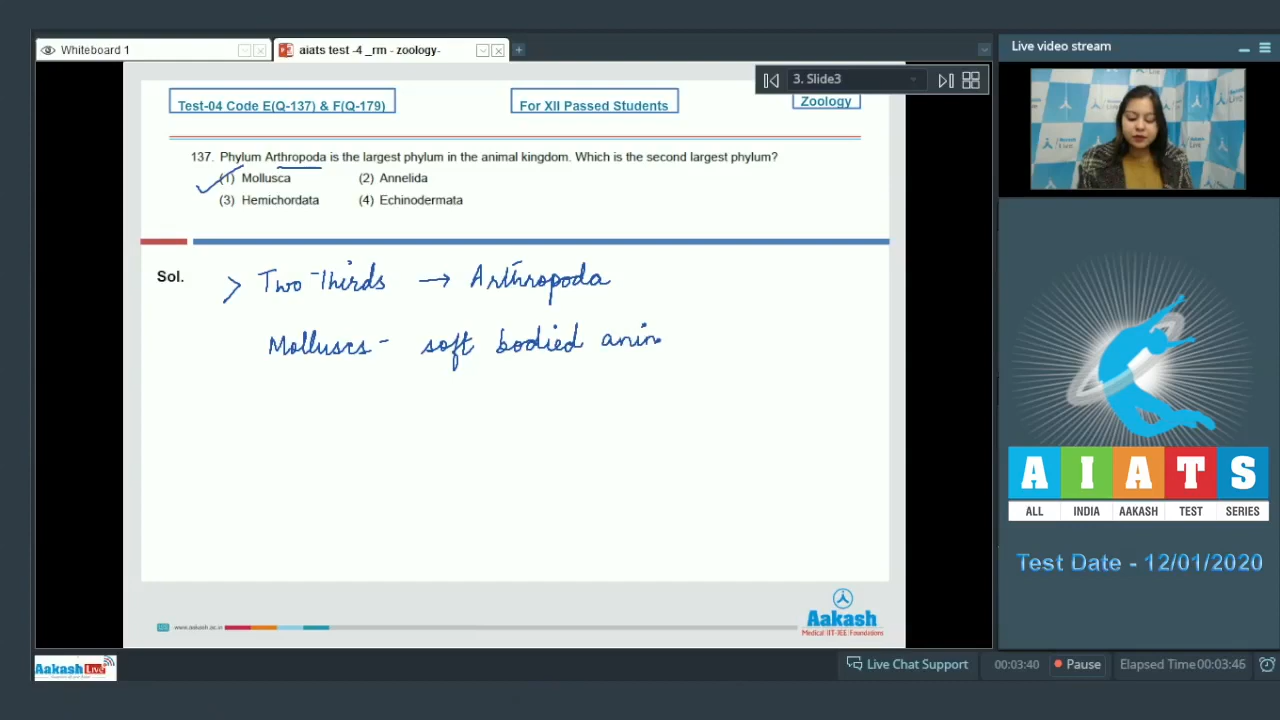 Whiteboard 1
aiats test -4 _rm - zoology-
Live video stream
3. Slide3
Test-04 Code E(Q-137) & F(Q-179)
For XII Passed Students
Zoology
137. Phylum Arthropoda is the largest phylum in the animal kingdom. Which is the second largest phylum?
(1) Mollusca (2) Annelida
(3) Hemichordata (4) Echinodermata
Sol.
> Two Thirds → Arthropoda
Molluscs - soft bodied anim
A I A T S
ALL INDIA AAKASH TEST SERIES
Test Date - 12/01/2020
Aakash
Medical|IIT-JEE|Foundations
www.aakash.ac.in
Aakash Live
Live Chat Support
00:03:40
Pause
Elapsed Time 00:03:46